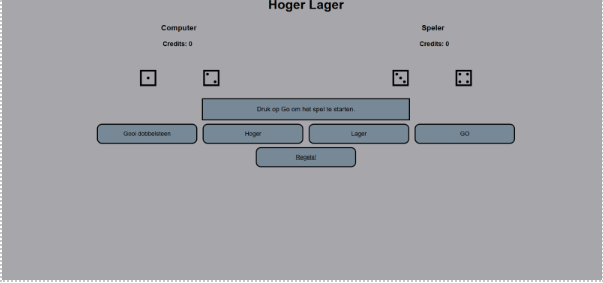 Hoger Lager
Computer
Speler
Credits: 0
Credits: 0
Druk op Go om het spel te starten.
Gooi dobbelsteen
Hoger
Lager
GO
Regels!